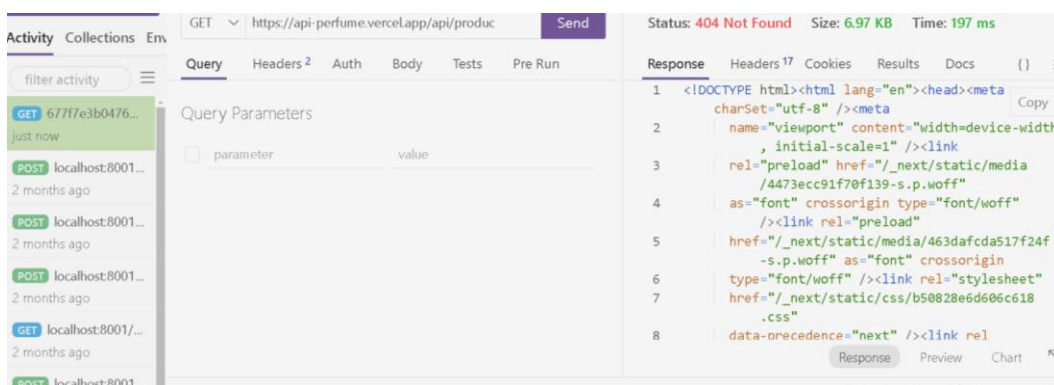 GET https://api-perfume.vercel.app/api/produc Send
Status: 404 Not Found Size: 6.97 KB Time: 197 ms
Activity Collections Env
Query Headers 2 Auth Body Tests Pre Run
Response Headers 17 Cookies Results Docs {}
filter activity
Query Parameters
parameter value
GET 677f7e3b0476...
just now
POST localhost:8001...
2 months ago
POST localhost:8001...
2 months ago
POST localhost:8001...
2 months ago
GET localhost:8001/...
2 months ago
POST localhost:8001
Copy
1 <!DOCTYPE html><html lang="en"><head><meta
charSet="utf-8" /><meta
2 name="viewport" content="width=device-width
, initial-scale=1" /><link
3 rel="preload" href="/_next/static/media
/4473ecc91f70f139-s.p.woff"
4 as="font" crossorigin type="font/woff"
/><link rel="preload"
5 href="/_next/static/media/463dafcda517f24f
-s.p.woff" as="font" crossorigin
6 type="font/woff" /><link rel="stylesheet"
7 href="/_next/static/css/b50828e6d606c618
.css"
8 data-precedence="next" /><link rel
Response Preview Chart